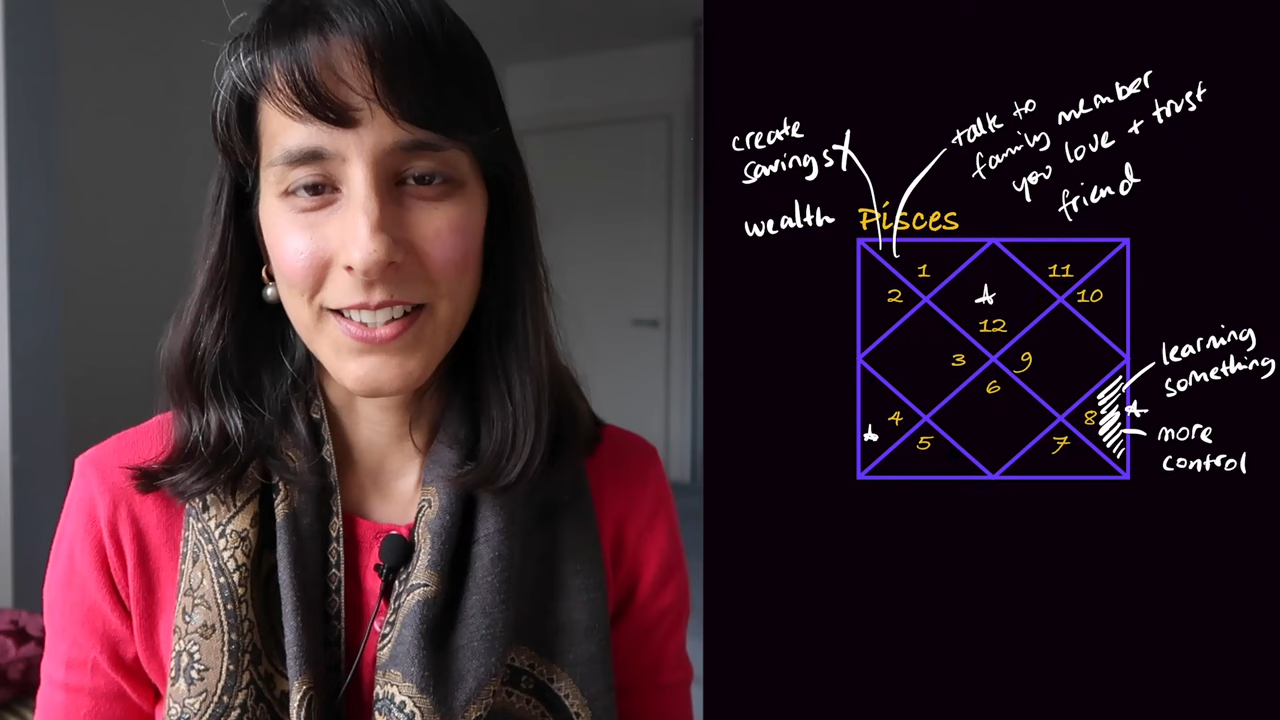 create
savings
wealth
talk to
family member
you love + trust
friend
Pisces
1
11
2
10
12
3
9
6
4
8
5
7
learning
something
more
control